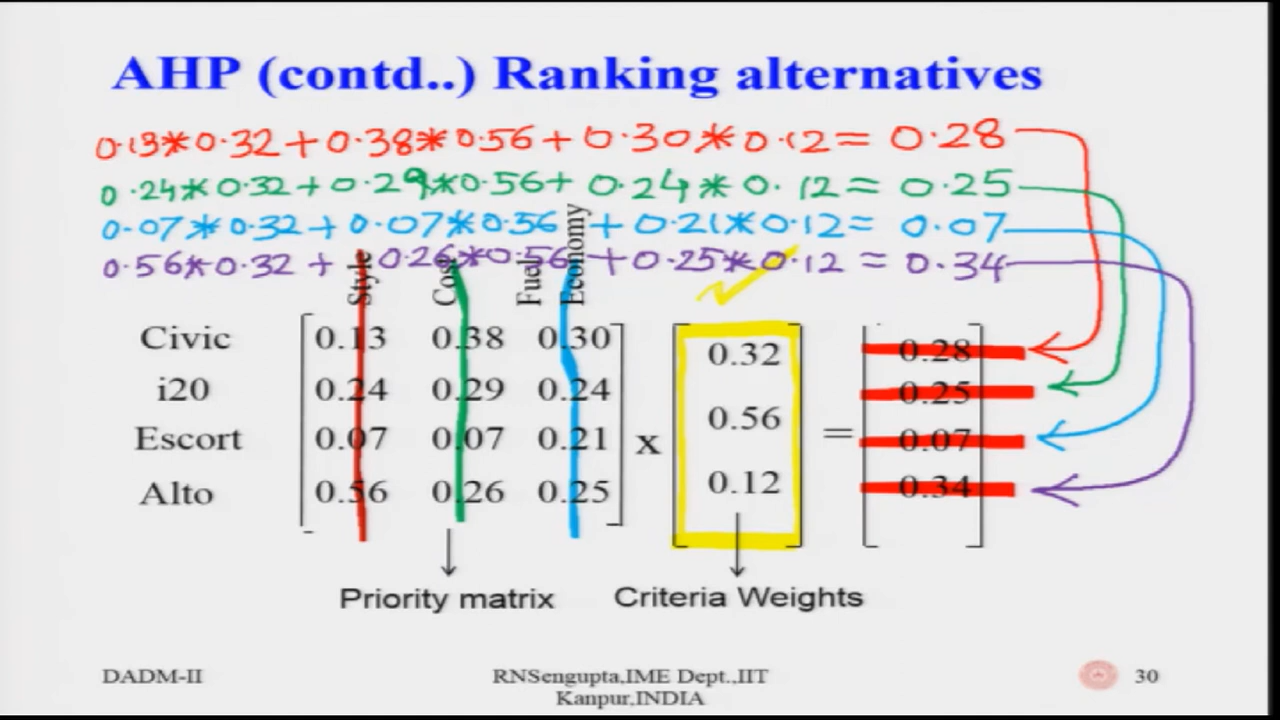 AHP (contd..) Ranking alternatives
0.13*0.32+0.38*0.56+0.30*0.12=0.28
0.24*0.32+0.29*0.56+0.24*0.12=0.25
0.07*0.32+0.07*0.56+0.21*0.12=0.07
0.56*0.32+0.26*0.56+0.25*0.12=0.34
Style
Cost
Fuel
Economy
Civic 0.13 0.38 0.30 0.32 0.28
i20 0.24 0.29 0.24 0.25
0.56
Escort 0.07 0.07 0.21 x = 0.07
Alto 0.56 0.26 0.25 0.12 0.34
Priority matrix Criteria Weights
DADM-II RNSengupta,IME Dept.,IIT 30
Kanpur,INDIA